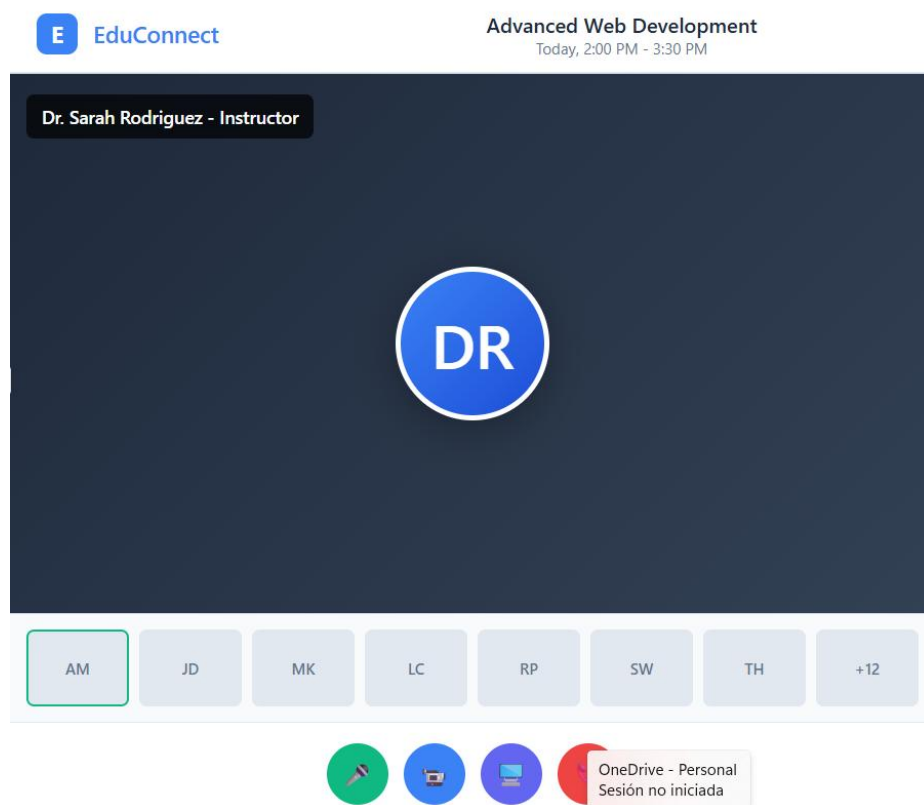 E EduConnect
Advanced Web Development
Today, 2:00 PM - 3:30 PM
Dr. Sarah Rodriguez - Instructor
DR
AM JD MK LC RP SW TH +12
OneDrive - Personal
Sesión no iniciada